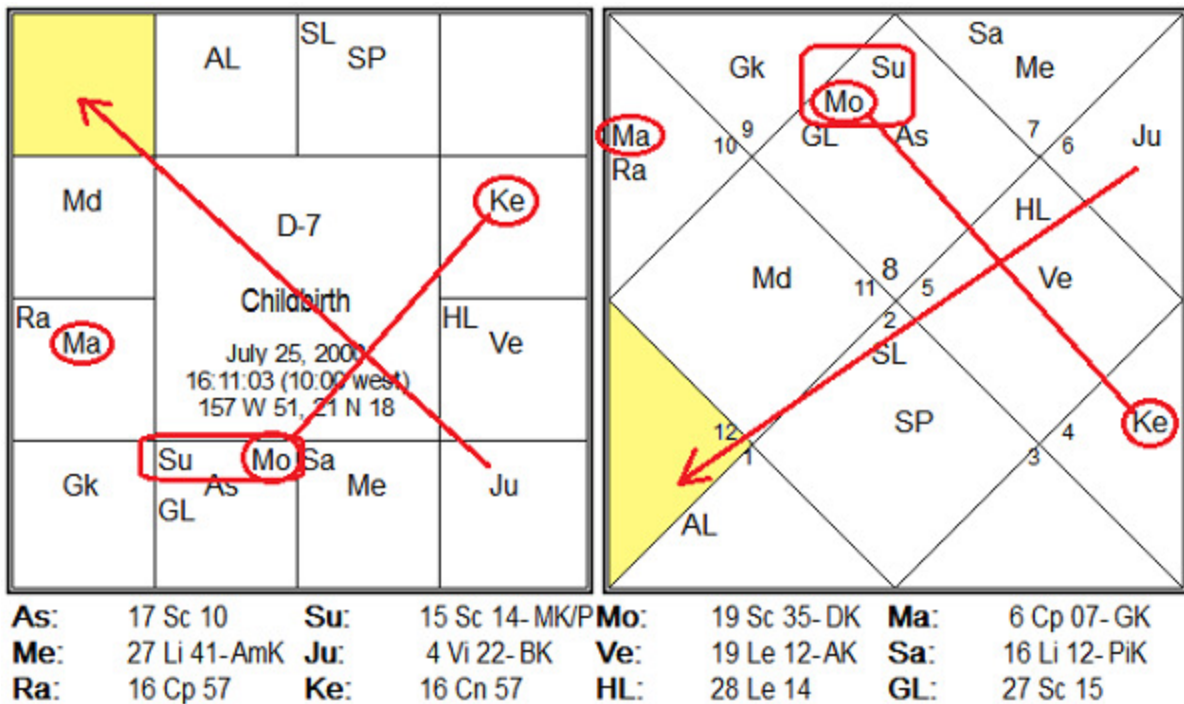 AL
SL
SP
Md
Ke
D-7
Childbirth
July 25, 2000
16:11:03 (10:00 west)
157 W 51, 21 N 18
Ra
Ma
HL
Ve
Gk
Su
Mo
As
GL
Sa
Me
Ju
Sa
Gk
Su
Me
Mo
Ma
GL
As
Ju
Ra
9
10
7
6
HL
Md
8
Ve
11
5
2
SL
SP
12
1
4
3
Ke
AL
As: 17 Sc 10 Su: 15 Sc 14- MK/P Mo: 19 Sc 35- DK Ma: 6 Cp 07- GK
Me: 27 Li 41- AmK Ju: 4 Vi 22- BK Ve: 19 Le 12- AK Sa: 16 Li 12- PiK
Ra: 16 Cp 57 Ke: 16 Cn 57 HL: 28 Le 14 GL: 27 Sc 15